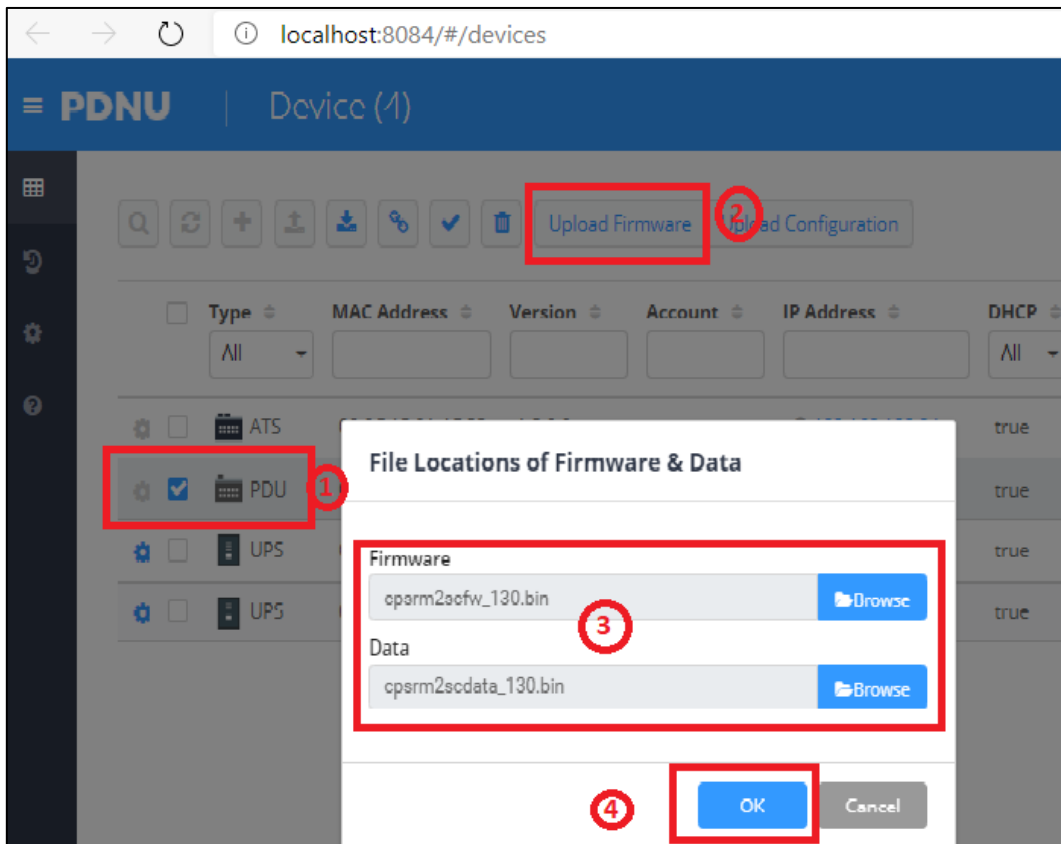 localhost:8084/#/devices
PDNU Device (4)
Upload Firmware 2 Upload Configuration
Type MAC Address Version Account IP Address DHCP
All All
ATS true
PDU 1 true
UPS true
UPS true
File Locations of Firmware & Data
Firmware
cpsrm2scfw_130.bin Browse
3
Data
cpsrm2scdata_130.bin Browse
4 OK Cancel